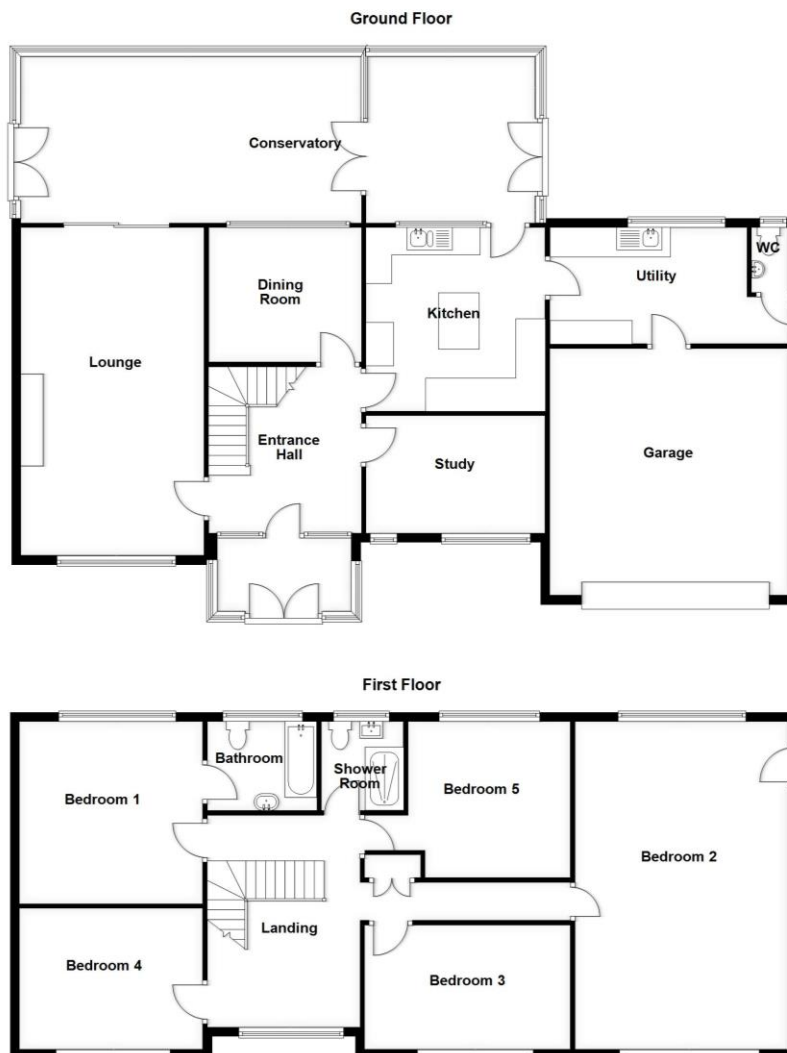 Ground Floor
Conservatory
Dining
Room
WC
Utility
Kitchen
Lounge
Entrance
Hall
Study
Garage
First Floor
Bathroom
Shower
Room
Bedroom 1
Bedroom 5
Bedroom 2
Landing
Bedroom 4
Bedroom 3